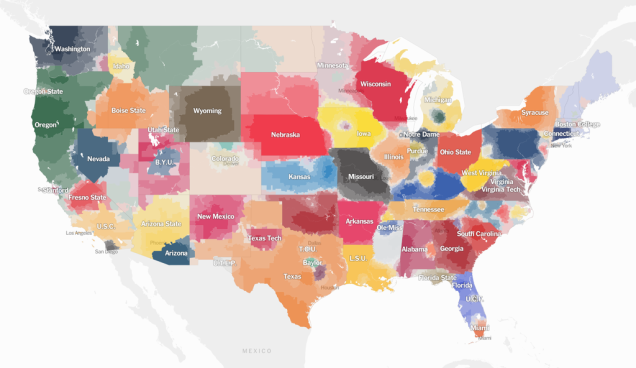 Washington
Idaho
Minnesota
Oregon State
Wisconsin
Michigan
Boise State
Wyoming
Syracuse
Oregon
Boston College
Utah State
Nebraska
Iowa
Notre Dame
Connecticut
Nevada
B.Y.U.
Colorado
Purdue
Illinois
Ohio State
Kansas
Missouri
West Virginia
Stanford
Virginia
Virginia Tech
Fresno State
New Mexico
Tennessee
U.S.C.
Arizona State
Arkansas
Los Angeles
Ole Miss
South Carolina
Texas Tech
Alabama
Georgia
San Diego
Arizona
T.C.U.
L.S.U.
Baylor
Texas
Florida State
Florida
U.C.F.
Miami
Miami
MEXICO